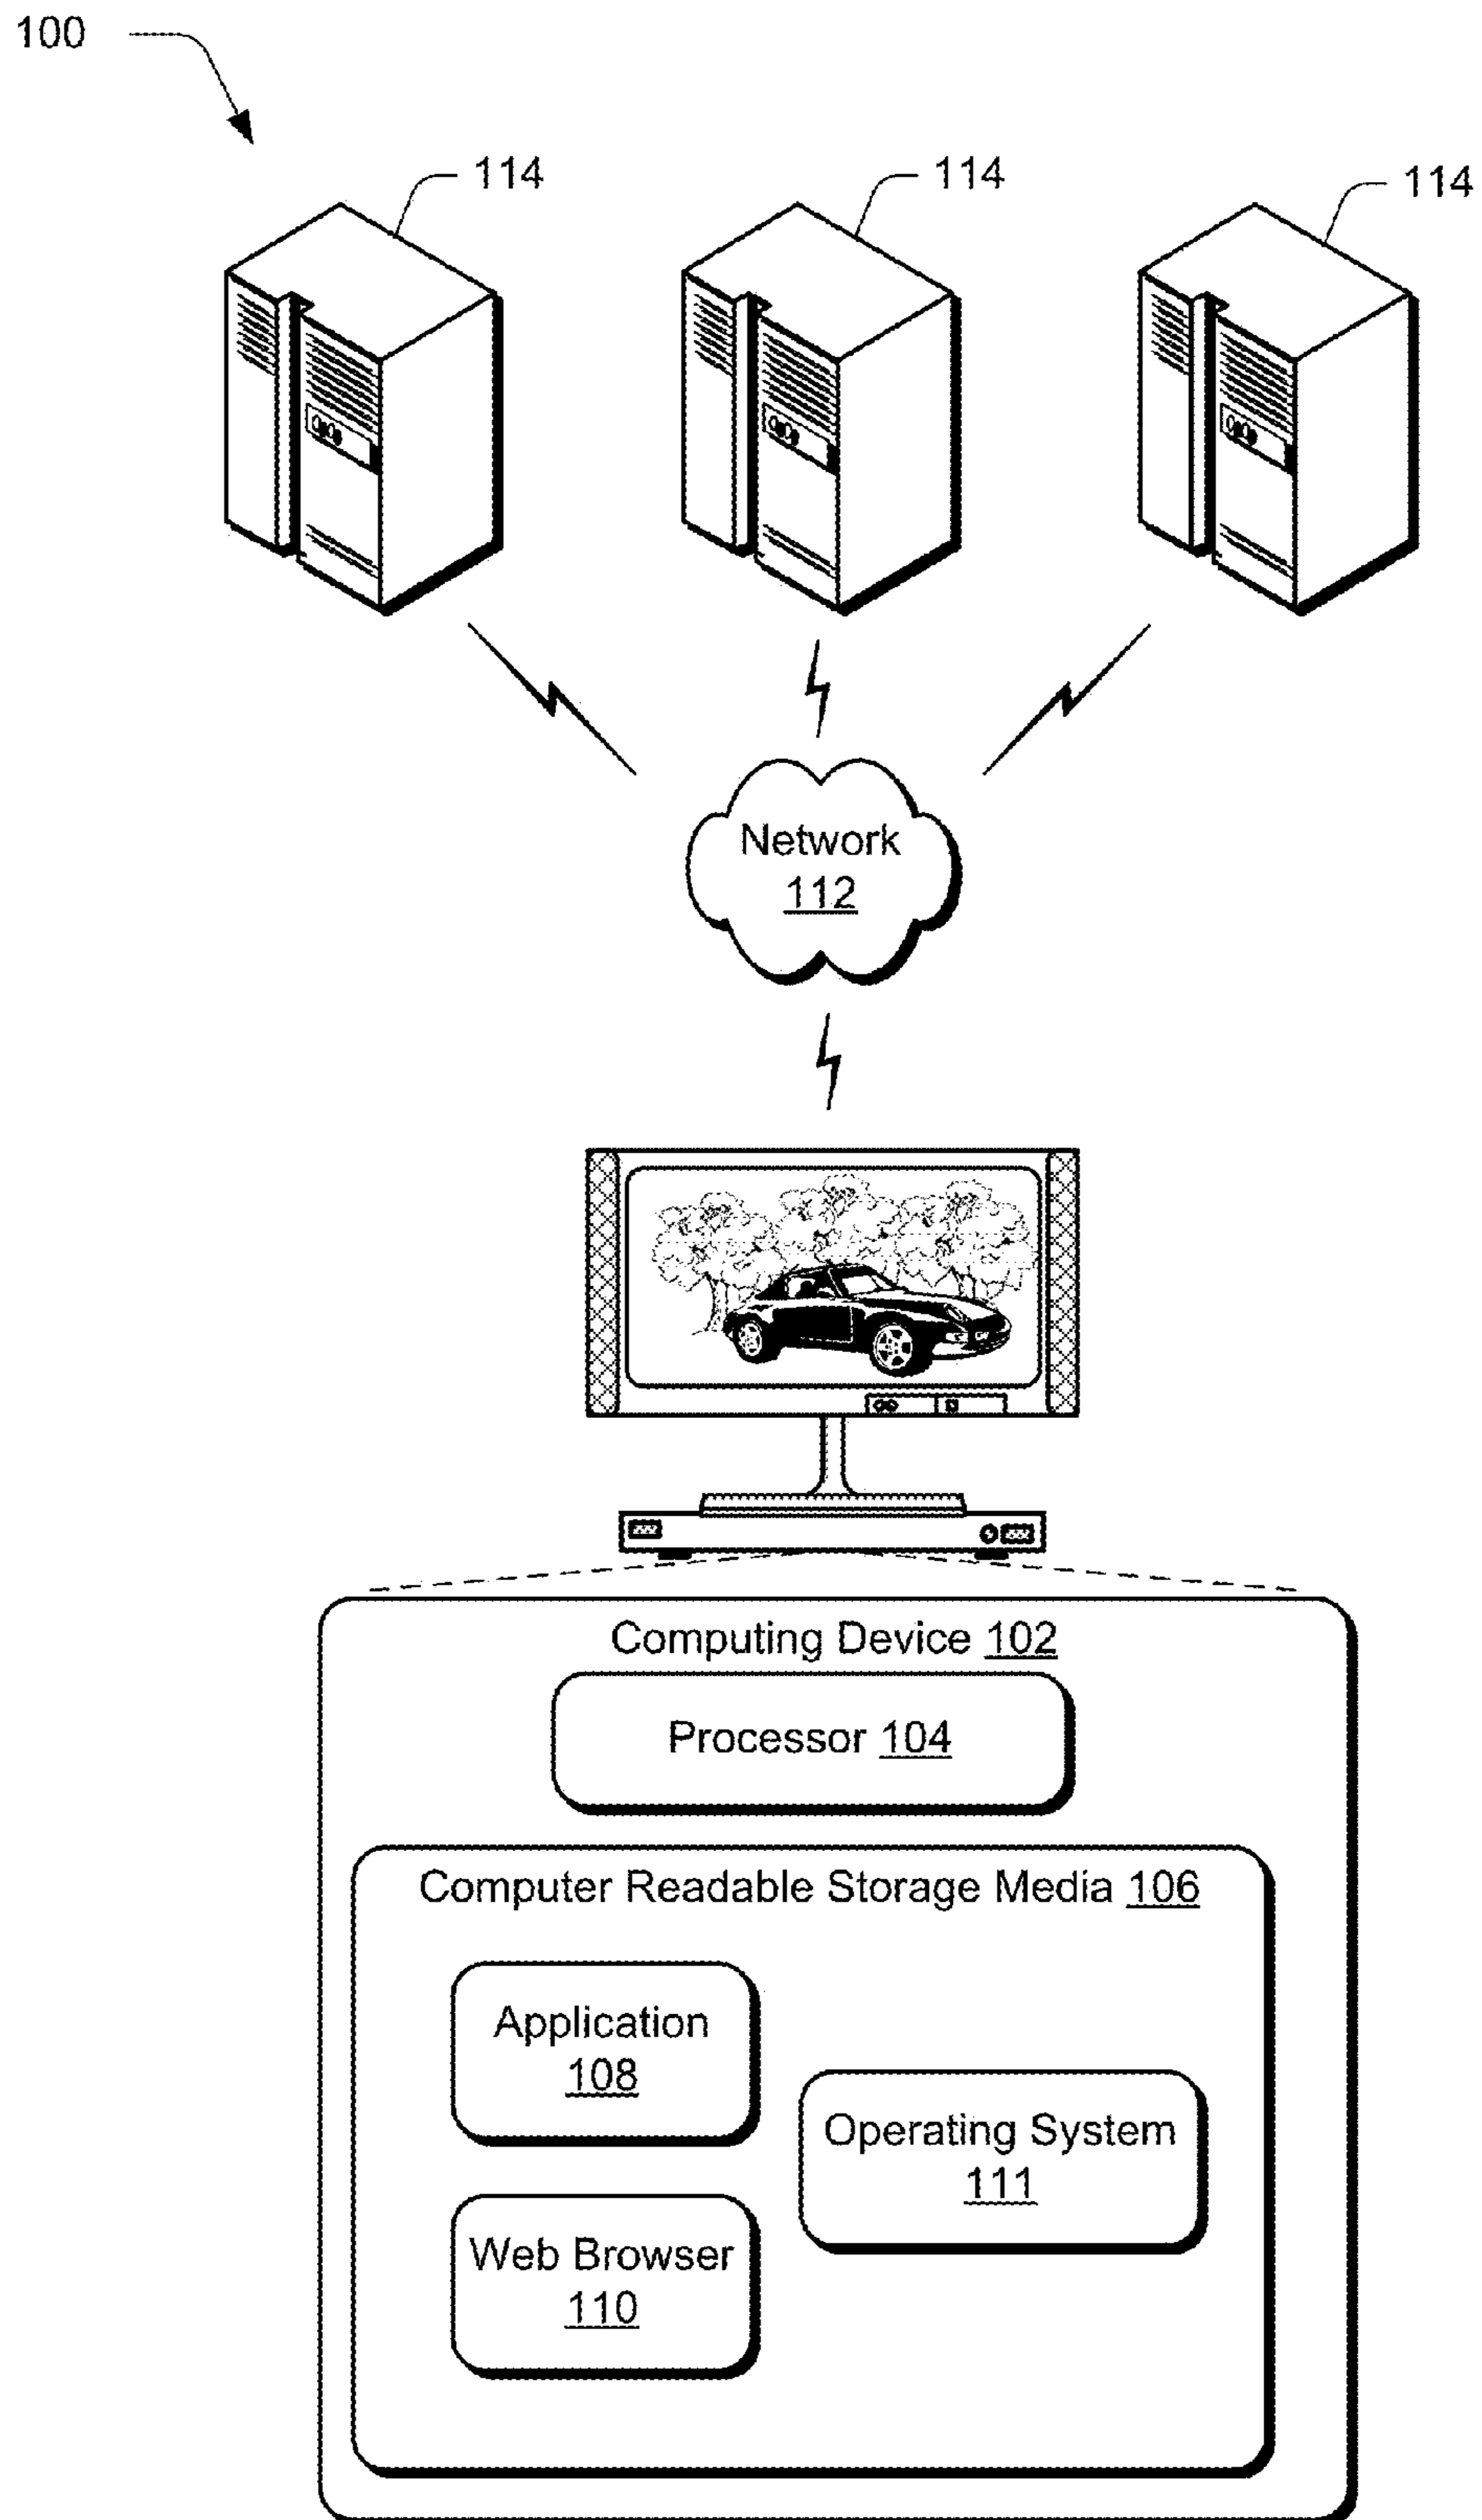 100
114
114
114
Network
112
Computing Device 102
Processor 104
Computer Readable Storage Media 106
Application
108
Operating System
111
Web Browser
110